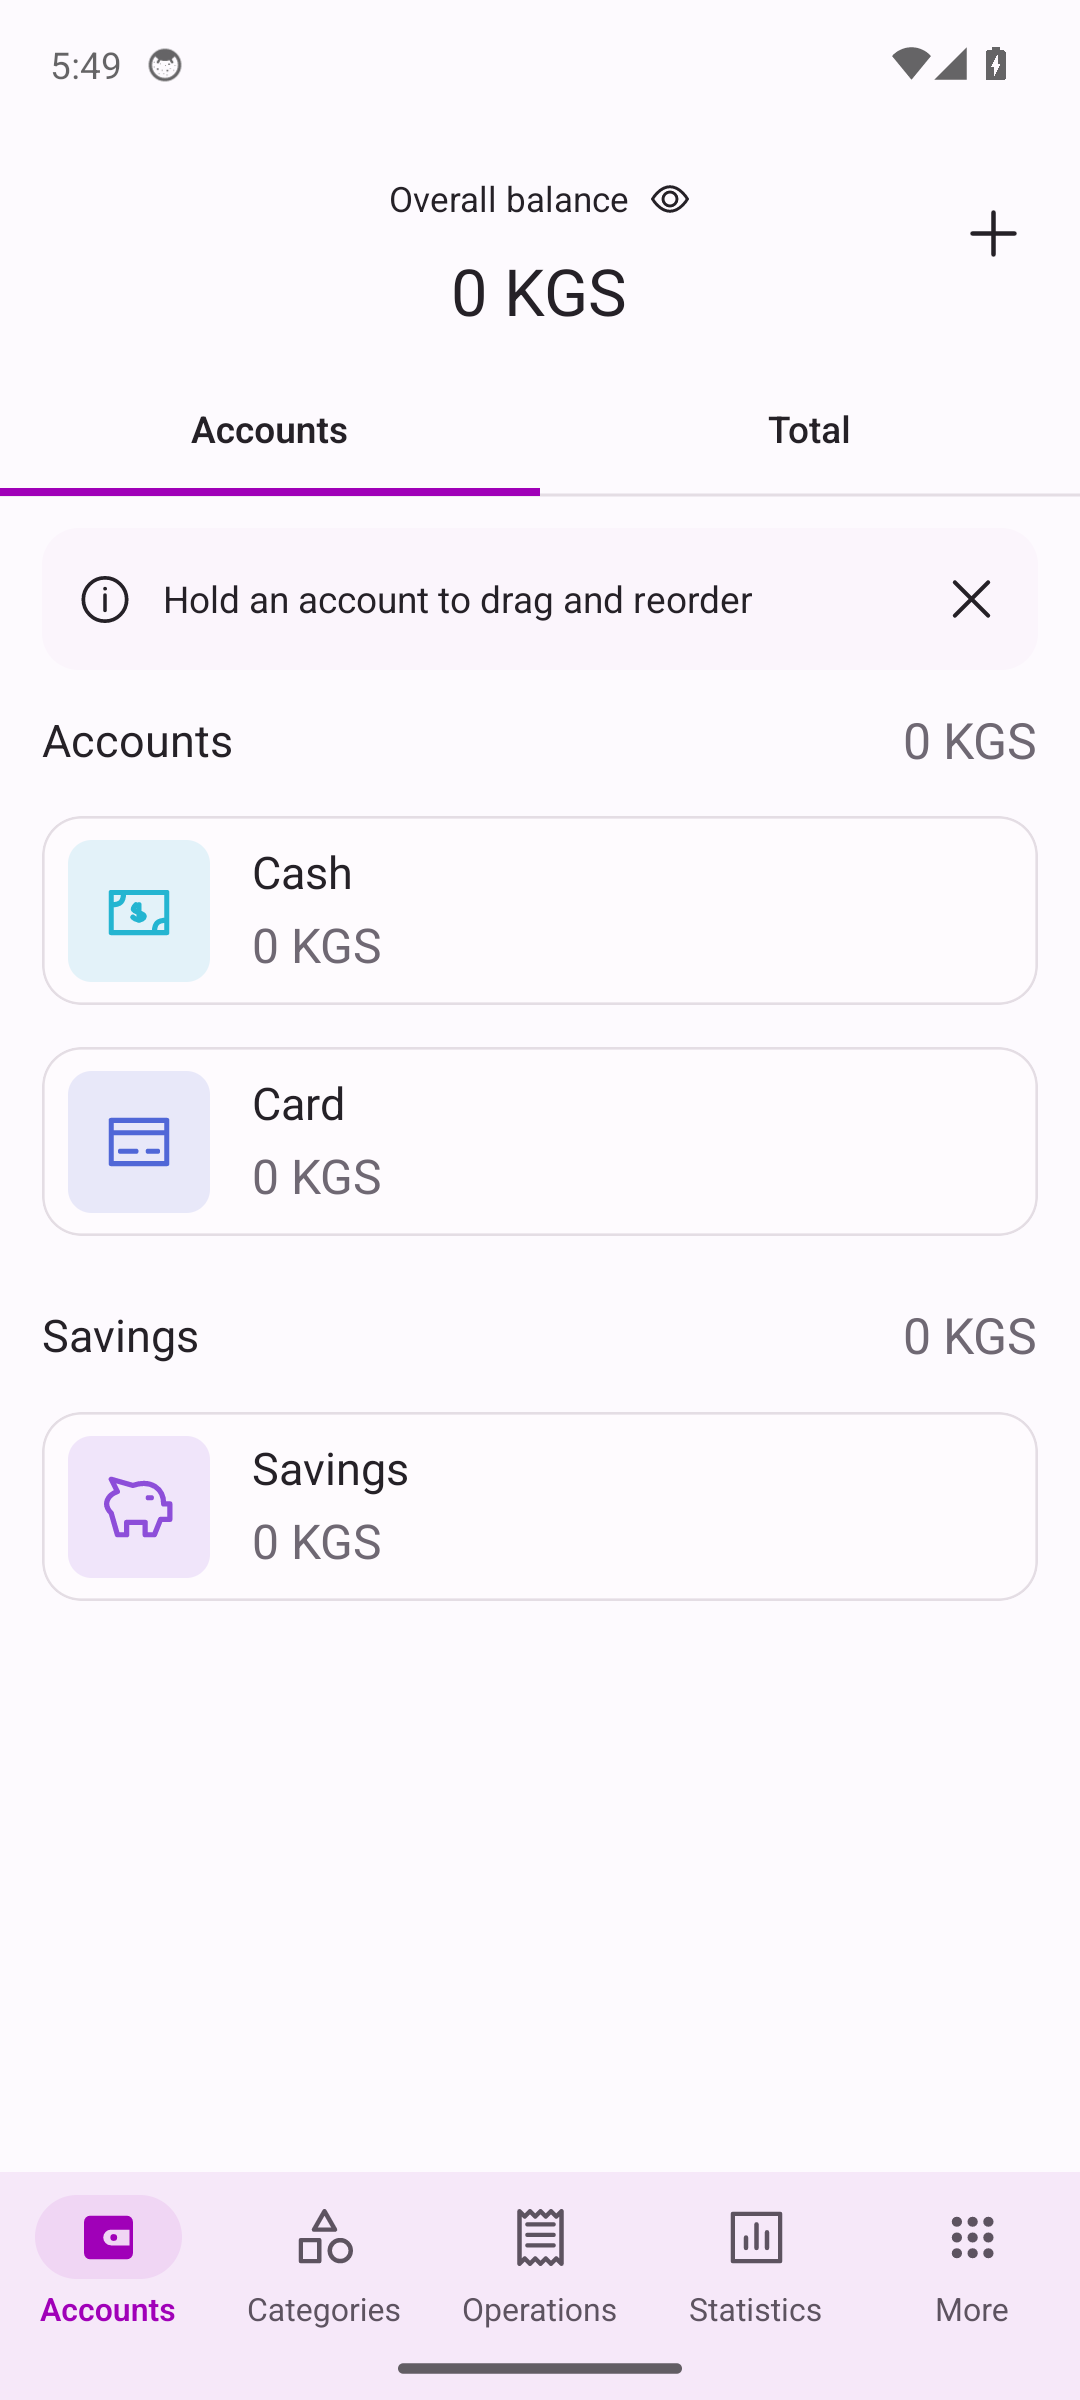 5:49
Overall balance
0 KGS
Accounts
Total
Hold an account to drag and reorder
Accounts
0 KGS
Cash
0 KGS
Card
0 KGS
Savings
0 KGS
Savings
0 KGS
Accounts
Categories
Operations
Statistics
More